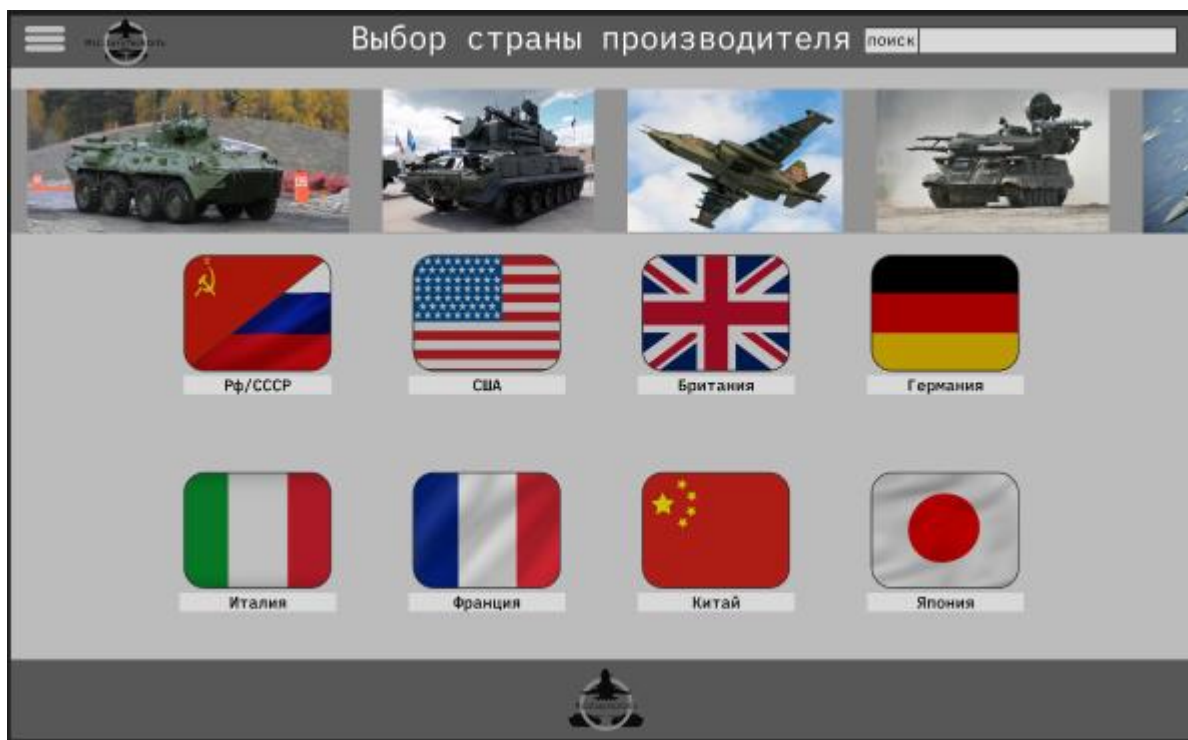 Выбор страны производителя
поиск
Рф/СССР
США
Британия
Германия
Италия
Франция
Китай
Япония